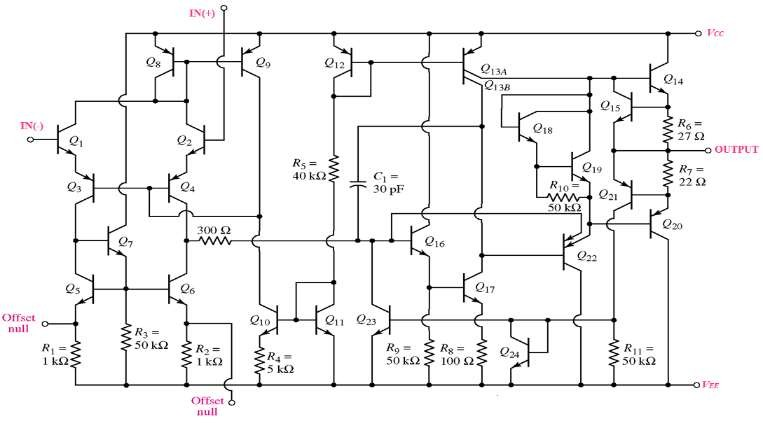 IN(+)
VCC
Q8
Q9
Q12
Q13A
Q13B
Q14
Q15
IN(-)
Q1
Q2
Q18
R6 =
27 Ω
OUTPUT
R5 =
40 kΩ
C1 =
30 pF
Q19
R7 =
22 Ω
Q3
Q4
R10 =
50 kΩ
Q21
Q20
300 Ω
Q7
Q16
Q22
Q5
Q6
Q17
Offset
null
Q10
Q11
Q23
R1 =
1 kΩ
R3 =
50 kΩ
R2 =
1 kΩ
R4 =
5 kΩ
R9 =
50 kΩ
R8 =
100 Ω
Q24
R11 =
50 kΩ
VEE
Offset
null